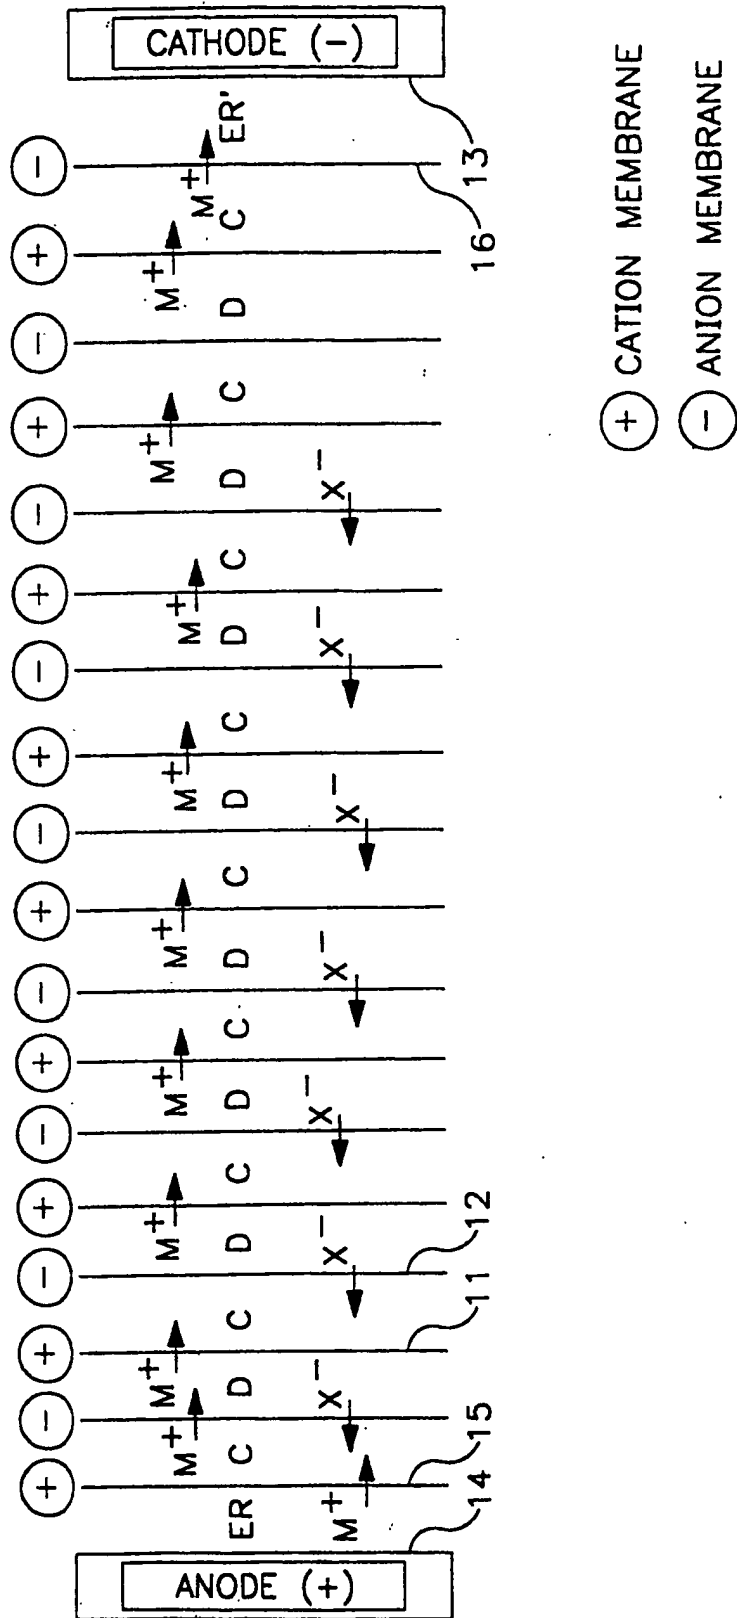 + - + - + - + - + - + - + - + - + -
M+ M+ M+ M+ M+ M+ M+ M+ M+ M+
ANODE (+)
ER C D C D C D C D C D C D C D C D C ER'
CATHODE (-)
M+ X- X- X- X- X- X- X-
14 15 11 12 16 13
+ CATION MEMBRANE
- ANION MEMBRANE